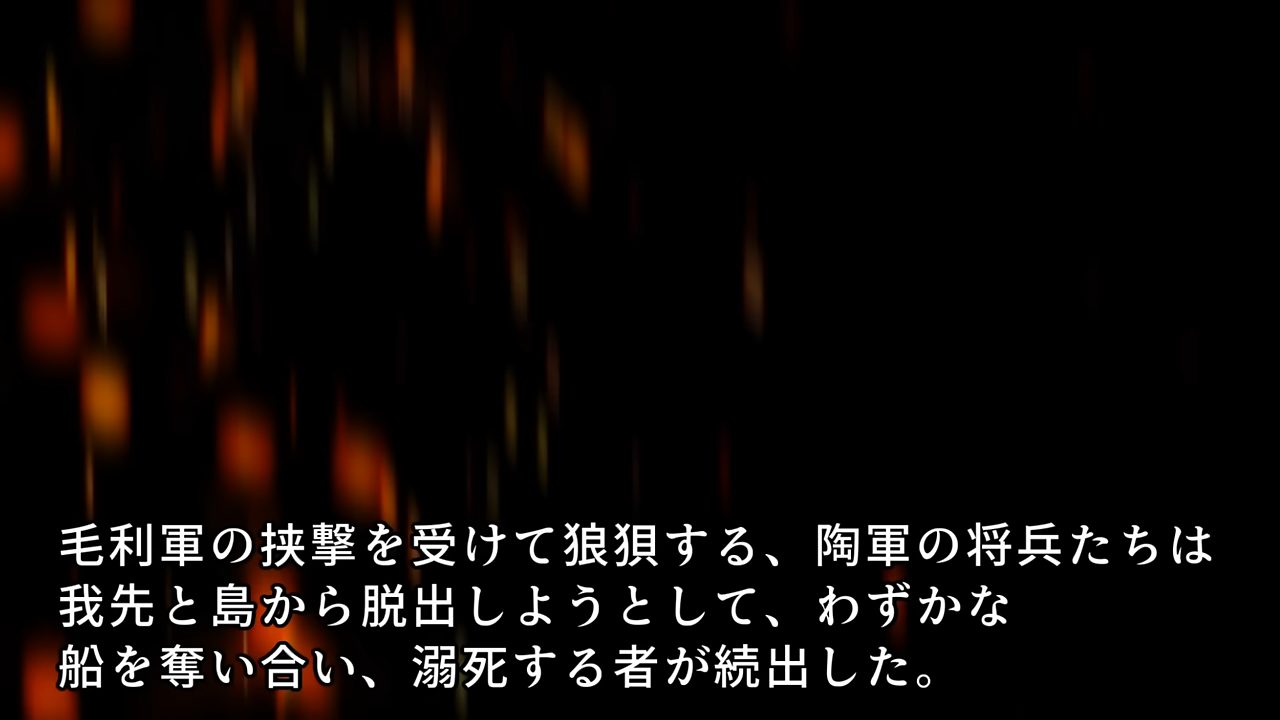 毛利軍の挟撃を受けて狼狽する、陶軍の将兵たちは
我先と島から脱出しようとして、わずかな
船を奪い合い、溺死する者が続出した。